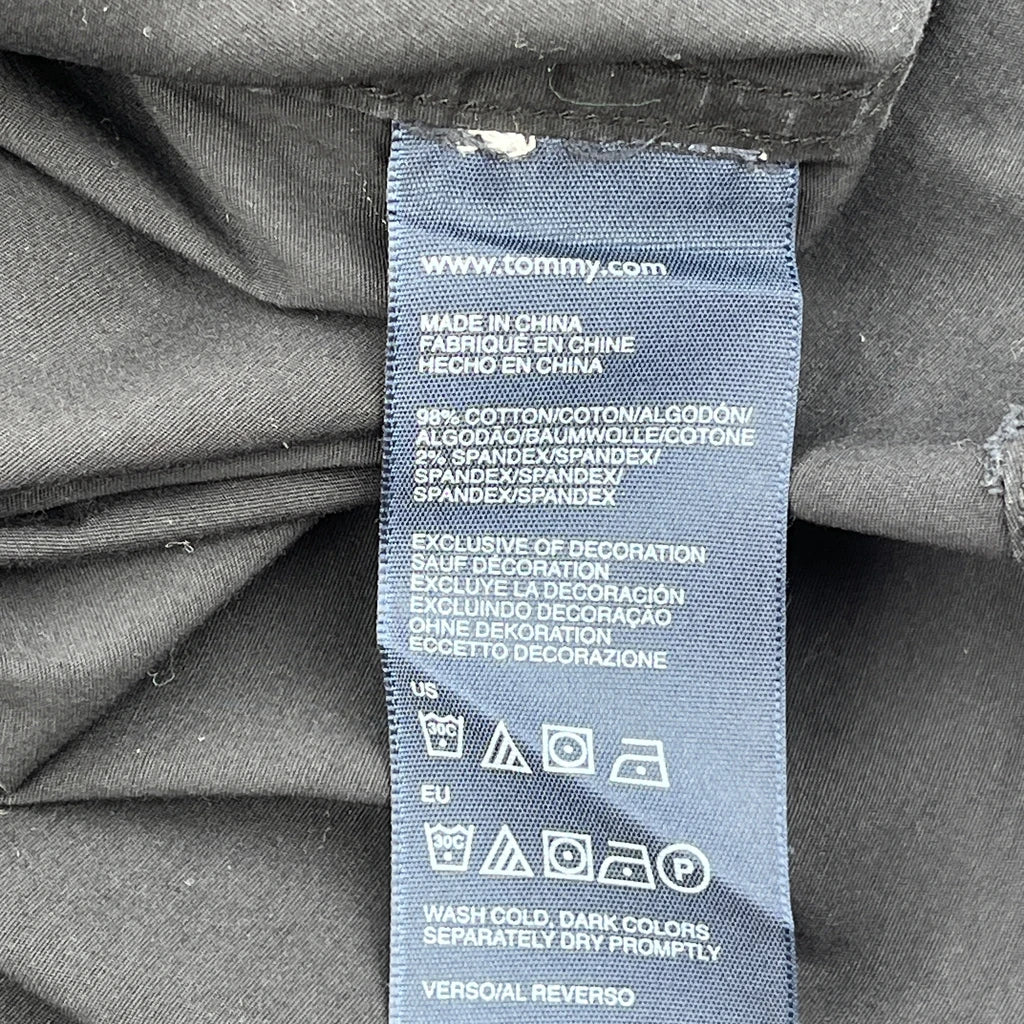 www.tommy.com
MADE IN CHINA
FABRIQUÉ EN CHINE
HECHO EN CHINA
98% COTTON/COTON/ALGODÓN/
ALGODÃO/BAUMWOLLE/COTONE
2% SPANDEX/SPANDEX/
SPANDEX/SPANDEX/
SPANDEX/SPANDEX
EXCLUSIVE OF DECORATION
SAUF DÉCORATION
EXCLUYE LA DECORACIÓN
EXCLUINDO DECORAÇÃO
OHNE DEKORATION
ECCETTO DECORAZIONE
US
30C
EU
30C P
WASH COLD, DARK COLORS
SEPARATELY DRY PROMPTLY
VERSO/AL REVERSO